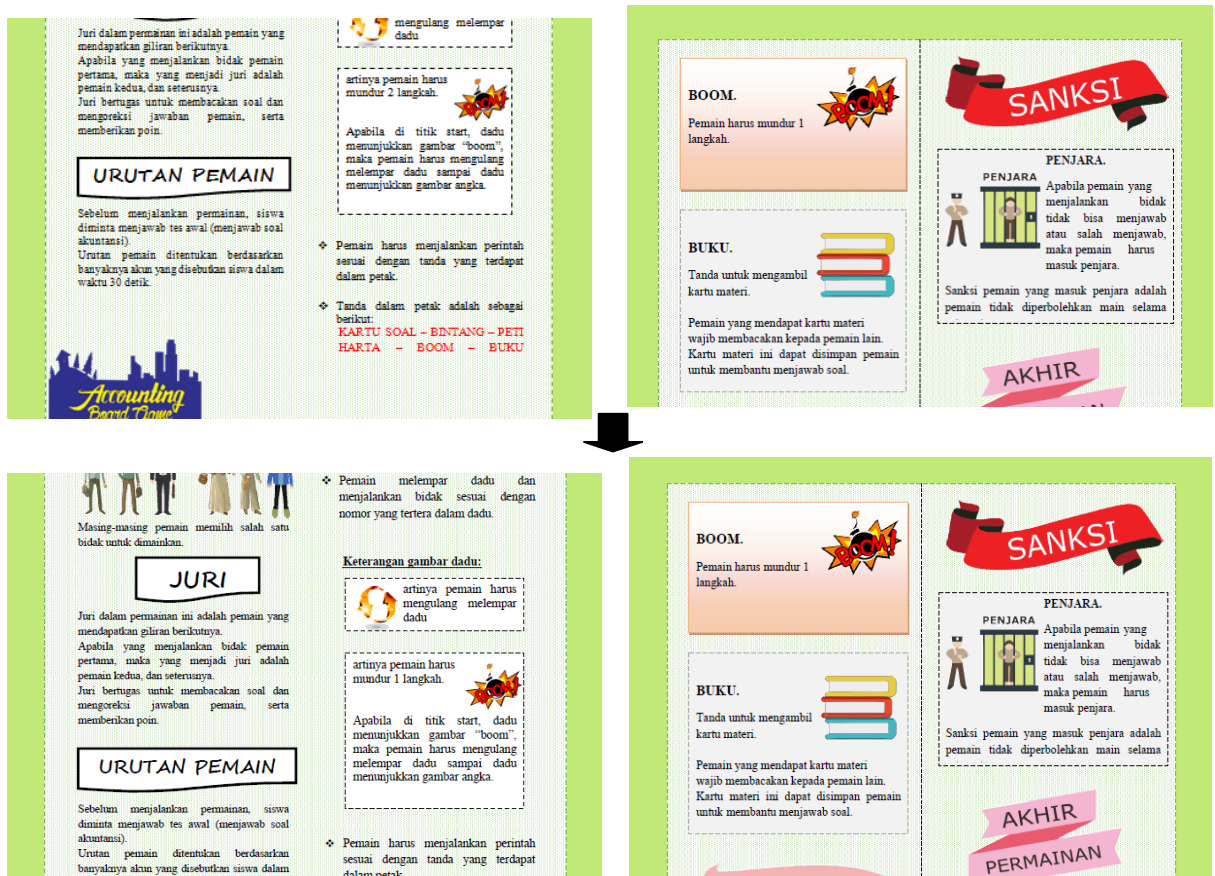 Juri dalam permainan ini adalah pemain yang
mendapatkan giliran berikutnya.
Apabila yang menjalankan bidak pemain
pertama, maka yang menjadi juri adalah
pemain kedua, dan seterusnya.
Juri bertugas untuk membacakan soal dan
mengoreksi jawaban pemain, serta
memberikan poin.
URUTAN PEMAIN
Sebelum menjalankan permainan, siswa
diminta menjawab tes awal (menjawab soal
akuntansi).
Urutan pemain ditentukan berdasarkan
banyaknya akun yang disebutkan siswa dalam
waktu 30 detik.
Accounting
Board Game
mengulang melempar
dadu
artinya pemain harus
mundur 2 langkah.
BOOM!
Apabila di titik start, dadu
menunjukkan gambar “boom”,
maka pemain harus mengulang
melempar dadu sampai dadu
menunjukkan gambar angka.
❖ Pemain harus menjalankan perintah
sesuai dengan tanda yang terdapat
dalam petak.
❖ Tanda dalam petak adalah sebagai
berikut:
KARTU SOAL – BINTANG – PETI
HARTA – BOOM – BUKU
BOOM.
Pemain harus mundur 1
langkah.
BOOM!
BUKU.
Tanda untuk mengambil
kartu materi.
Pemain yang mendapat kartu materi
wajib membacakan kepada pemain lain.
Kartu materi ini dapat disimpan pemain
untuk membantu menjawab soal.
SANKSI
PENJARA.
PENJARA
Apabila pemain yang
menjalankan bidak
tidak bisa menjawab
atau salah menjawab,
maka pemain harus
masuk penjara.
Sanksi pemain yang masuk penjara adalah
pemain tidak diperbolehkan main selama
AKHIR
Masing-masing pemain memilih salah satu
bidak untuk dimainkan.
JURI
Juri dalam permainan ini adalah pemain yang
mendapatkan giliran berikutnya.
Apabila yang menjalankan bidak pemain
pertama, maka yang menjadi juri adalah
pemain kedua, dan seterusnya.
Juri bertugas untuk membacakan soal dan
mengoreksi jawaban pemain, serta
memberikan poin.
URUTAN PEMAIN
Sebelum menjalankan permainan, siswa
diminta menjawab tes awal (menjawab soal
akuntansi).
Urutan pemain ditentukan berdasarkan
banyaknya akun yang disebutkan siswa dalam
❖ Pemain melempar dadu dan
menjalankan bidak sesuai dengan
nomor yang tertera dalam dadu.
Keterangan gambar dadu:
artinya pemain harus
mengulang melempar
dadu
artinya pemain harus
mundur 1 langkah.
BOOM!
Apabila di titik start, dadu
menunjukkan gambar “boom”,
maka pemain harus mengulang
melempar dadu sampai dadu
menunjukkan gambar angka.
❖ Pemain harus menjalankan perintah
sesuai dengan tanda yang terdapat
dalam petak.
BOOM.
Pemain harus mundur 1
langkah.
BOOM!
BUKU.
Tanda untuk mengambil
kartu materi.
Pemain yang mendapat kartu materi
wajib membacakan kepada pemain lain.
Kartu materi ini dapat disimpan pemain
untuk membantu menjawab soal.
SANKSI
PENJARA.
PENJARA
Apabila pemain yang
menjalankan bidak
tidak bisa menjawab
atau salah menjawab,
maka pemain harus
masuk penjara.
Sanksi pemain yang masuk penjara adalah
pemain tidak diperbolehkan main selama
AKHIR
PERMAINAN